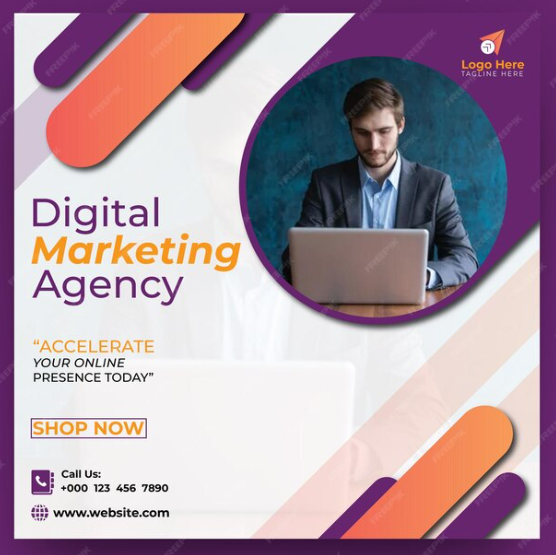 Logo Here
TAGLINE HERE
Digital
Marketing
Agency
“ACCELERATE
YOUR ONLINE
PRESENCE TODAY”
SHOP NOW
Call Us:
+000 123 456 7890
www.website.com